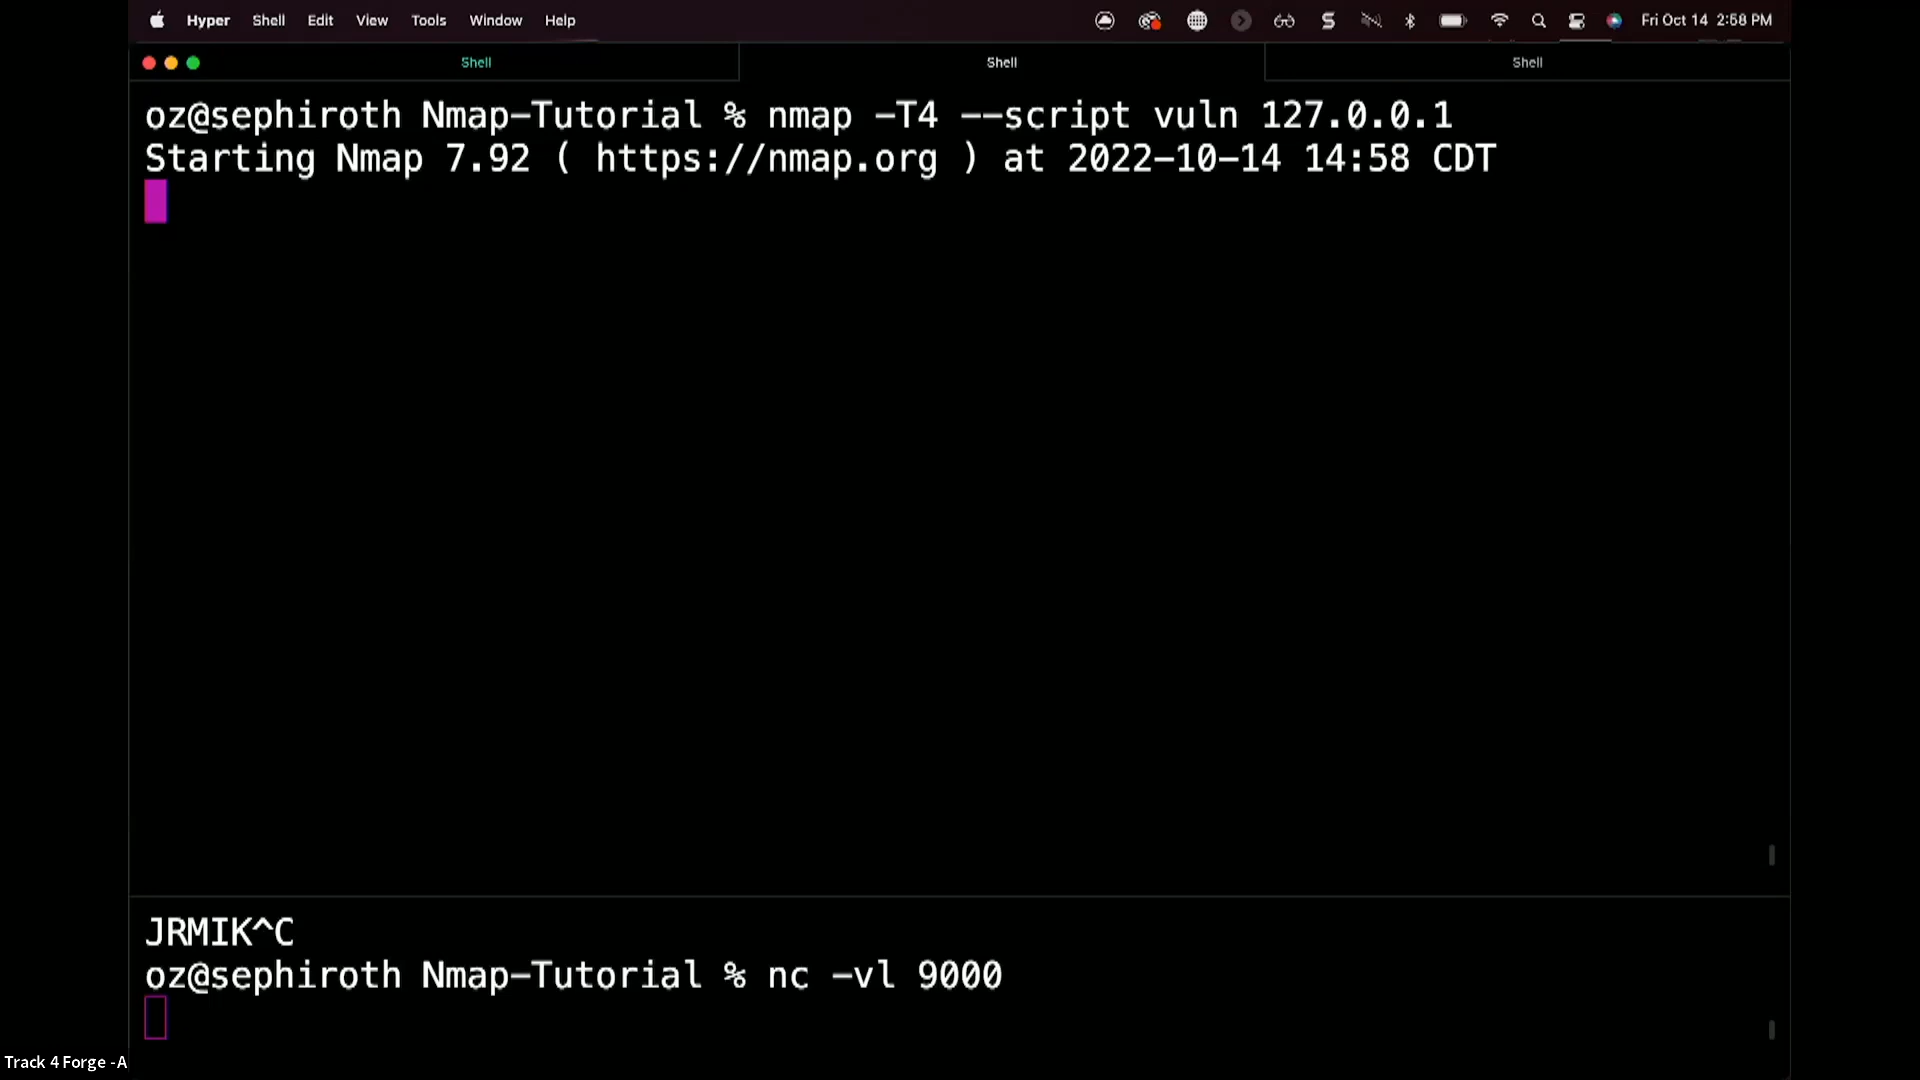 Hyper Shell Edit View Tools Window Help Fri Oct 14 2:58 PM
Shell Shell Shell
oz@sephiroth Nmap-Tutorial % nmap -T4 --script vuln 127.0.0.1
Starting Nmap 7.92 ( https://nmap.org ) at 2022-10-14 14:58 CDT
JRMIK^C
oz@sephiroth Nmap-Tutorial % nc -vl 9000
Track 4 Forge -A